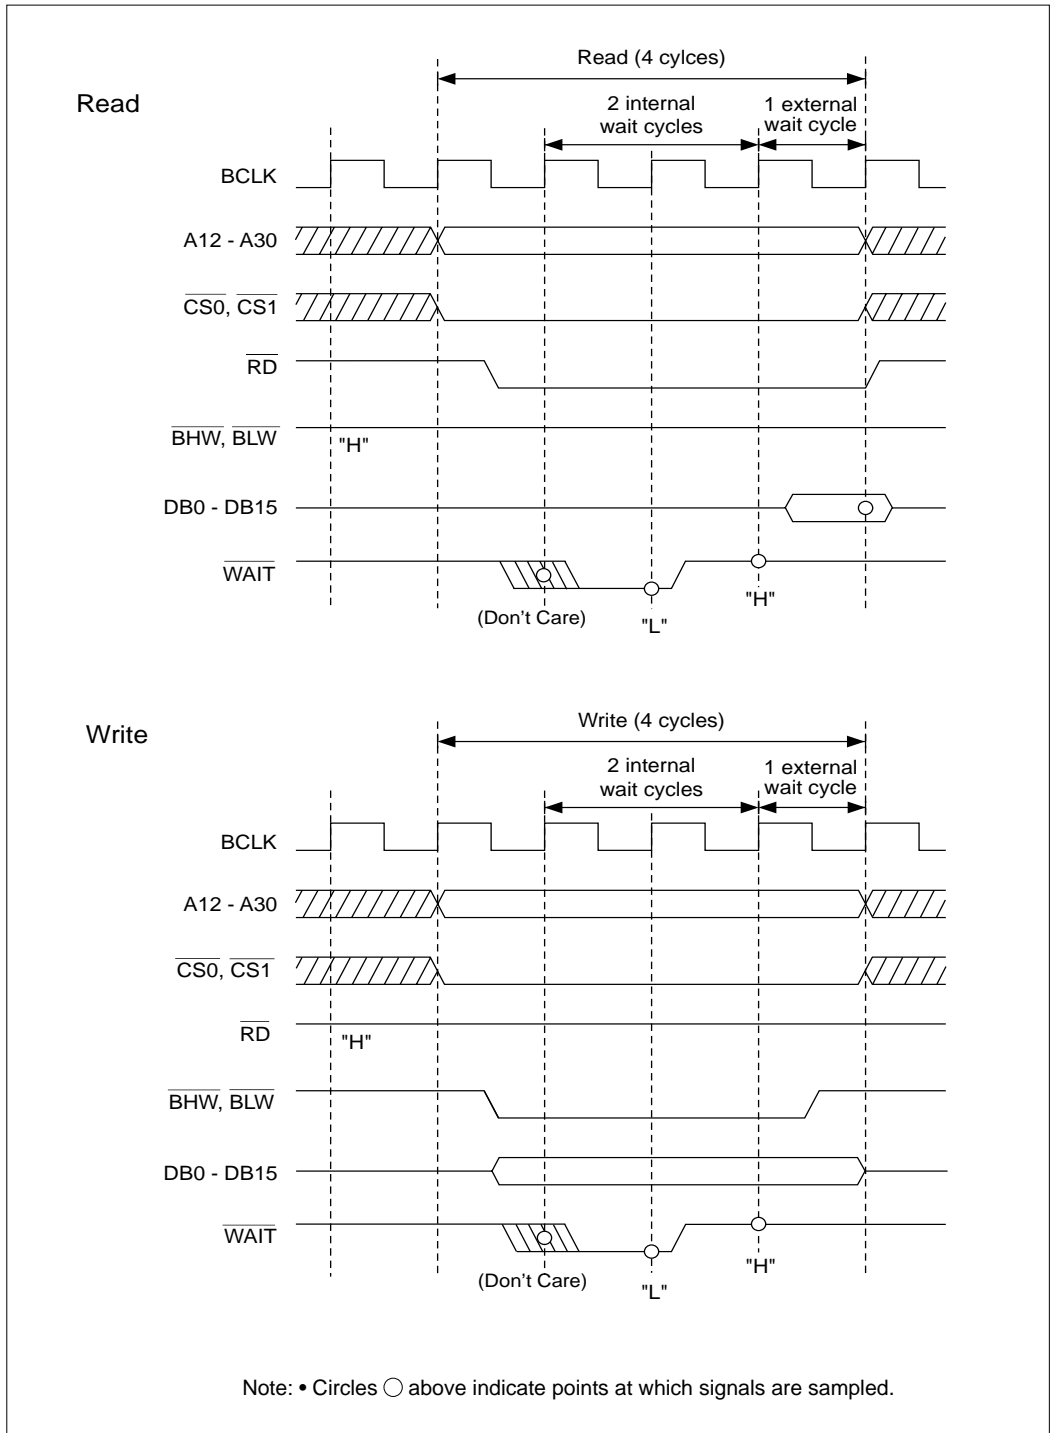 Read (4 cylces)
Read
2 internal
wait cycles
1 external
wait cycle
BCLK
A12 - A30
CS0, CS1
RD
BHW, BLW
"H"
DB0 - DB15
WAIT
(Don't Care)
"L"
"H"
Write (4 cycles)
Write
2 internal
wait cycles
1 external
wait cycle
BCLK
A12 - A30
CS0, CS1
RD
"H"
BHW, BLW
DB0 - DB15
WAIT
(Don't Care)
"L"
"H"
Note: • Circles ○ above indicate points at which signals are sampled.